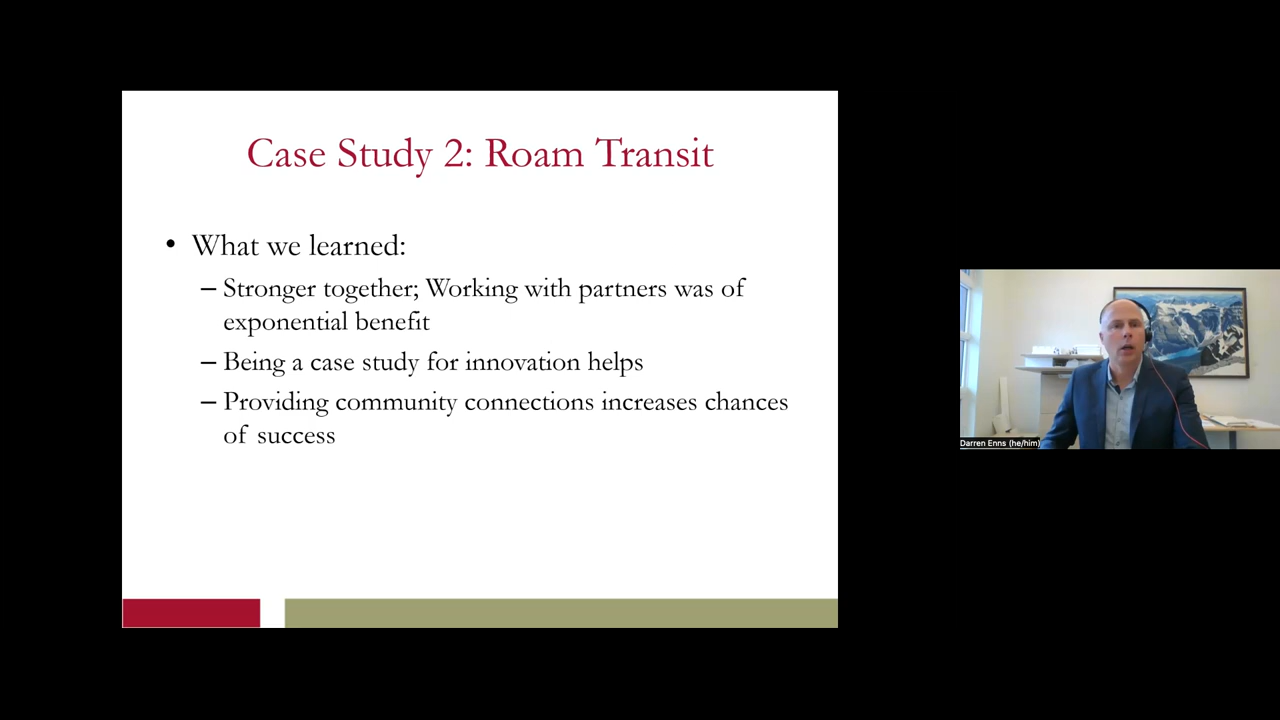 Case Study 2: Roam Transit
• What we learned:
– Stronger together; Working with partners was of
exponential benefit
– Being a case study for innovation helps
– Providing community connections increases chances
of success
Darren Enns (he/him)